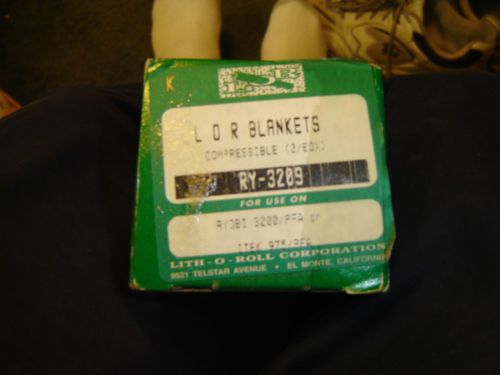 K
L O R BLANKETS
COMPRESSIBLE (2/BOX)
RY-3209
FOR USE ON
RYOBI 3200/PFA or
ITEK 975/PFA
LITH-O-ROLL CORPORATION
9521 TELSTAR AVENUE • EL MONTE, CALIFORNIA